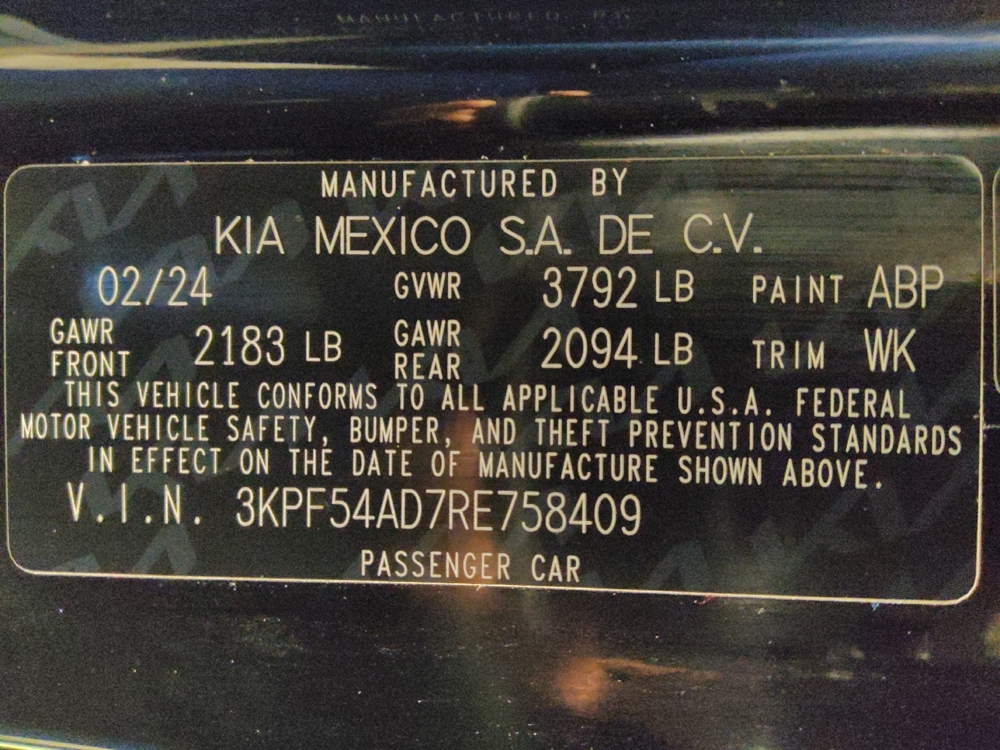 MANUFACTURED BY
MANUFACTURED BY
KIA MEXICO S.A. DE C.V.
02/24 GVWR 3792 LB PAINT ABP
GAWR FRONT 2183 LB GAWR REAR 2094 LB TRIM WK
THIS VEHICLE CONFORMS TO ALL APPLICABLE U.S.A. FEDERAL
MOTOR VEHICLE SAFETY, BUMPER, AND THEFT PREVENTION STANDARDS
IN EFFECT ON THE DATE OF MANUFACTURE SHOWN ABOVE.
V.I.N. 3KPF54AD7RE758409
PASSENGER CAR